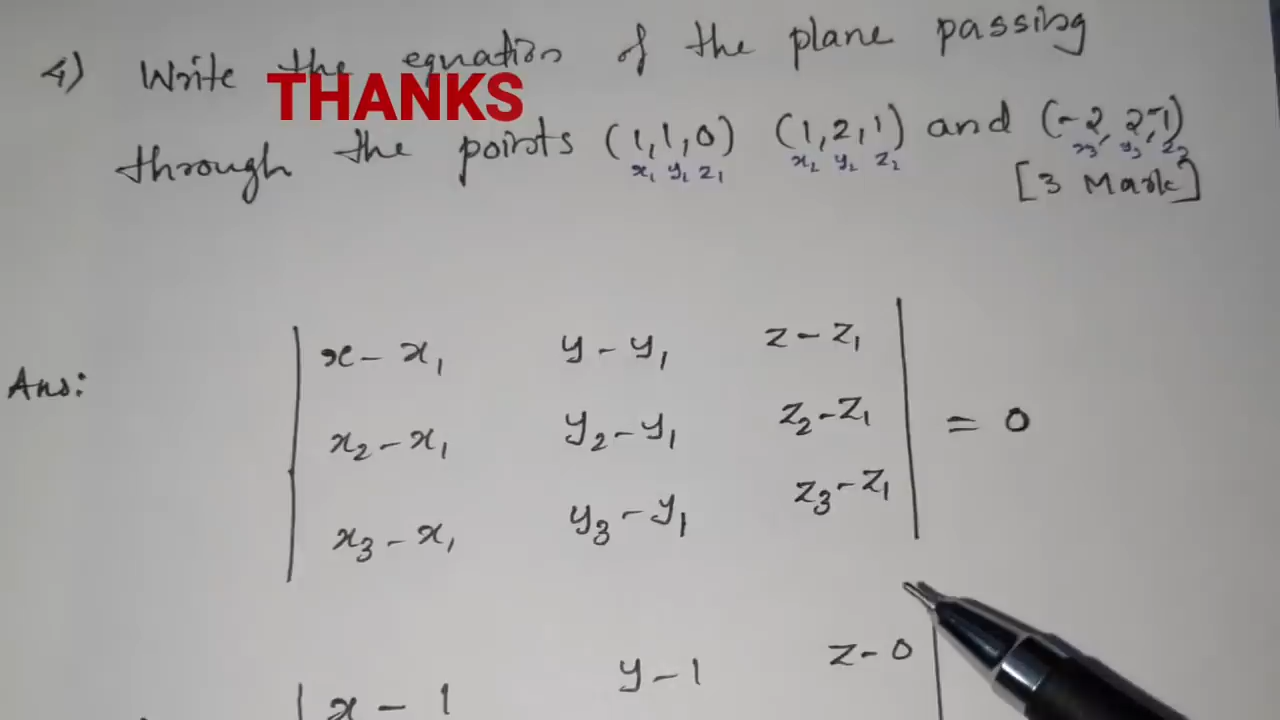 4) Write the equation of the plane passing
THANKS
through the points (1,1,0) (1,2,1) and (-2, 2,-1)
x₁ y₁ z₁ x₂ y₂ z₂ x₃ y₃ z₃
[3 Mark]
x - x₁ y - y₁ z - z₁
Ans:
x₂ - x₁ y₂ - y₁ z₂ - z₁ = 0
x₃ - x₁ y₃ - y₁ z₃ - z₁
x - 1 y - 1 z - 0